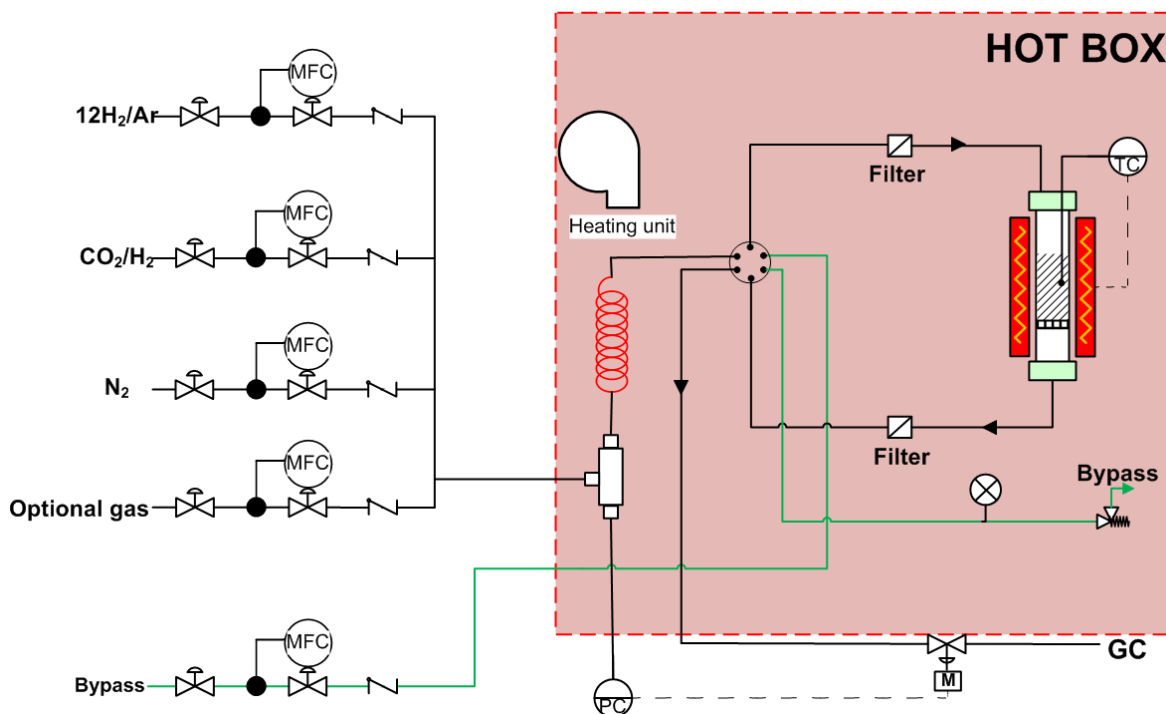 HOT BOX
MFC
12H₂/Ar
Filter
TC
Heating unit
MFC
CO₂/H₂
MFC
N₂
MFC
Optional gas
Filter
Bypass
MFC
Bypass
GC
M
PC